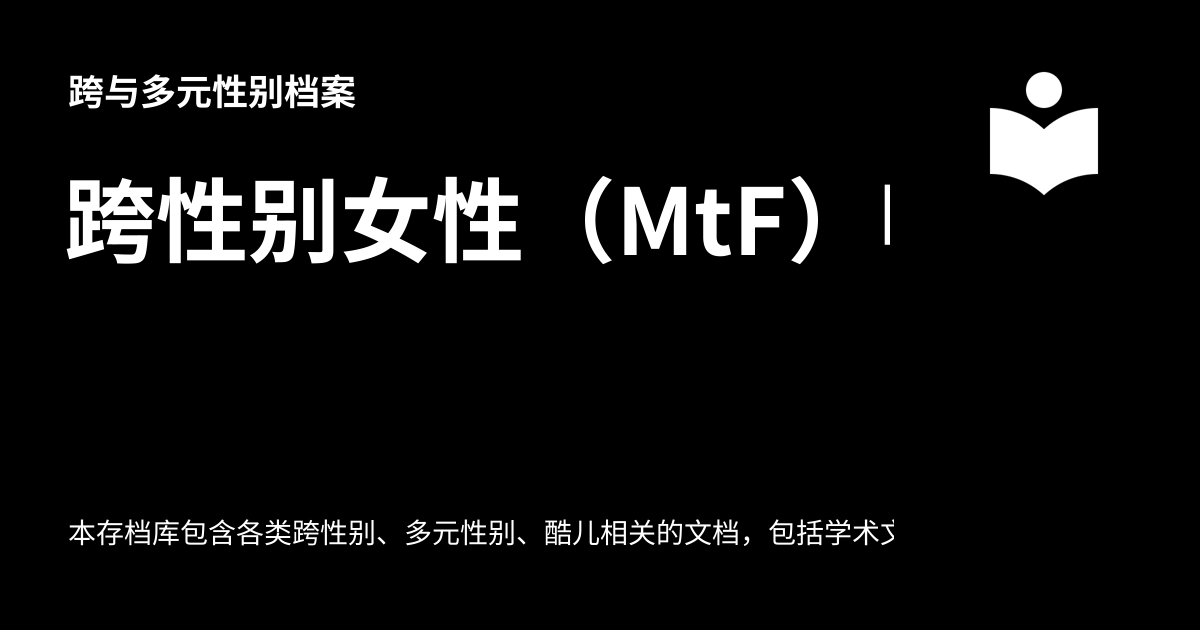 跨与多元性别档案
跨性别女性（MtF）
本存档库包含各类跨性别、多元性别、酷儿相关的文档，包括学术